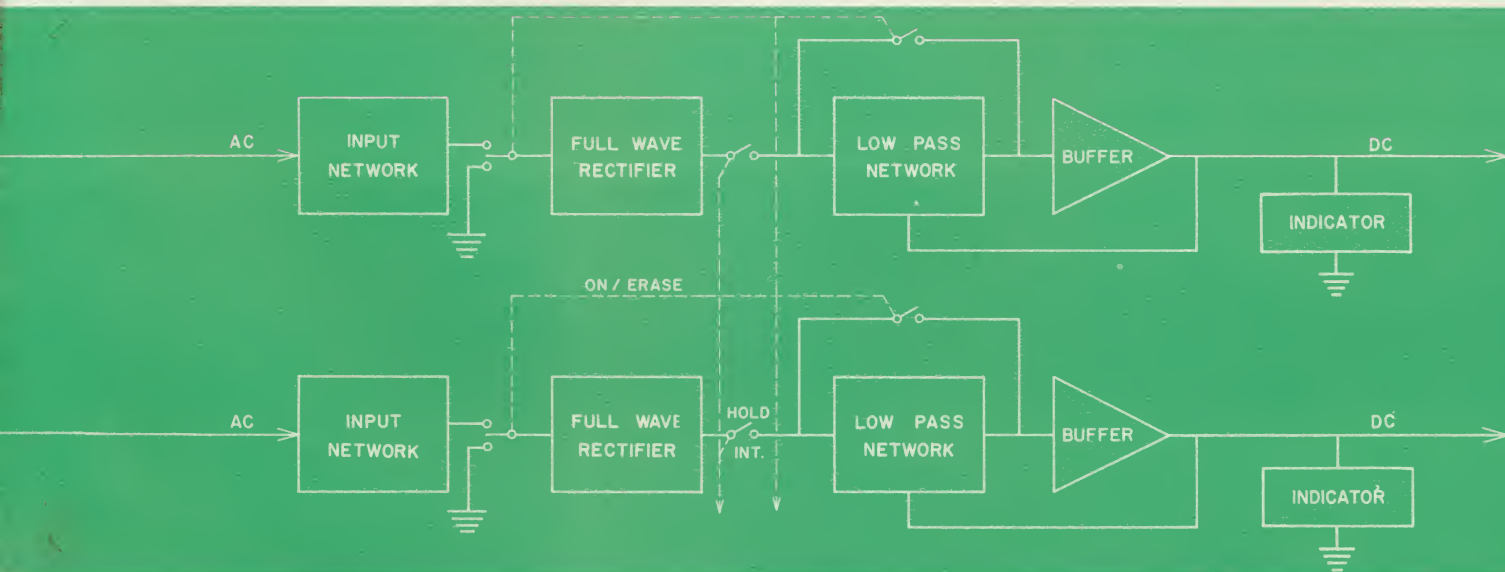 AC
INPUT
NETWORK
FULL WAVE
RECTIFIER
LOW PASS
NETWORK
BUFFER
DC
INDICATOR
ON / ERASE
AC
INPUT
NETWORK
FULL WAVE
RECTIFIER
HOLD
INT.
LOW PASS
NETWORK
BUFFER
DC
INDICATOR